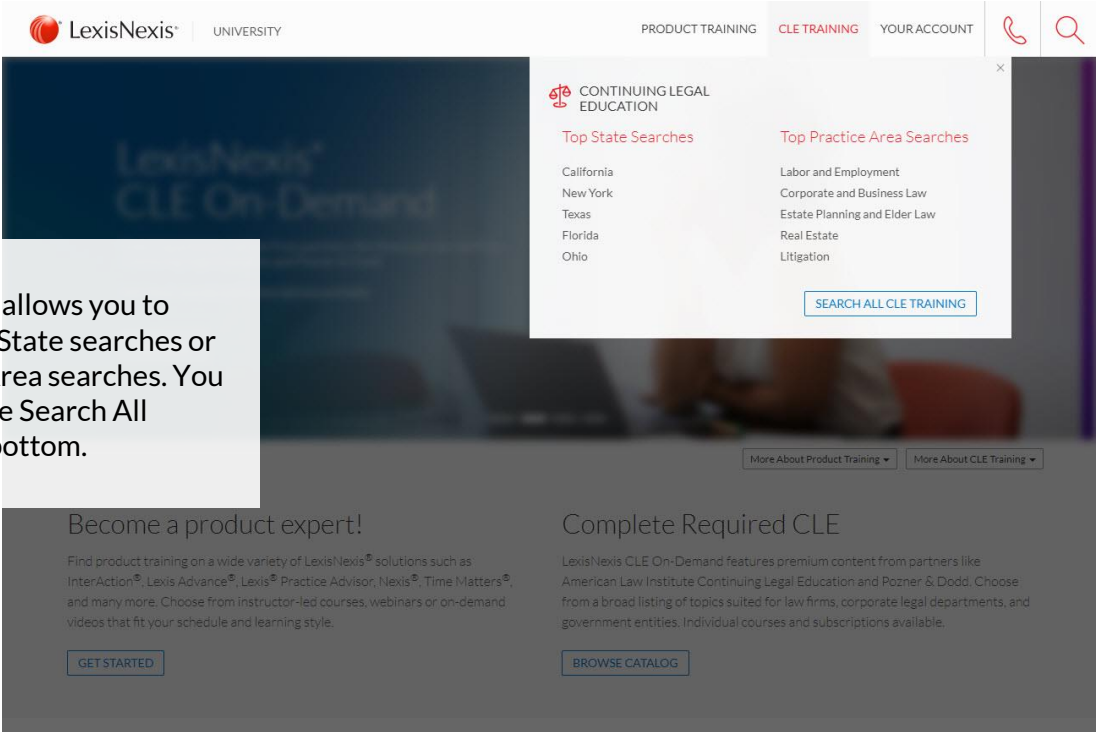 LexisNexis®
UNIVERSITY
PRODUCT TRAINING
CLE TRAINING
YOUR ACCOUNT
×
CONTINUING LEGAL
EDUCATION
Top State Searches
California
New York
Texas
Florida
Ohio
Top Practice Area Searches
Labor and Employment
Corporate and Business Law
Estate Planning and Elder Law
Real Estate
Litigation
SEARCH ALL CLE TRAINING
LexisNexis®
CLE On-Demand
allows you to
State searches or
rea searches. You
e Search All
ottom.
More About Product Training
More About CLE Training
Become a product expert!
Find product training on a wide variety of LexisNexis® solutions such as
InterAction®, Lexis Advance®, Lexis® Practice Advisor, Nexis®, Time Matters®,
and many more. Choose from instructor-led courses, webinars or on-demand
videos that fit your schedule and learning style.
GET STARTED
Complete Required CLE
LexisNexis CLE On-Demand features premium content from partners like
American Law Institute Continuing Legal Education and Pozner & Dodd. Choose
from a broad listing of topics suited for law firms, corporate legal departments, and
government entities. Individual courses and subscriptions available.
BROWSE CATALOG